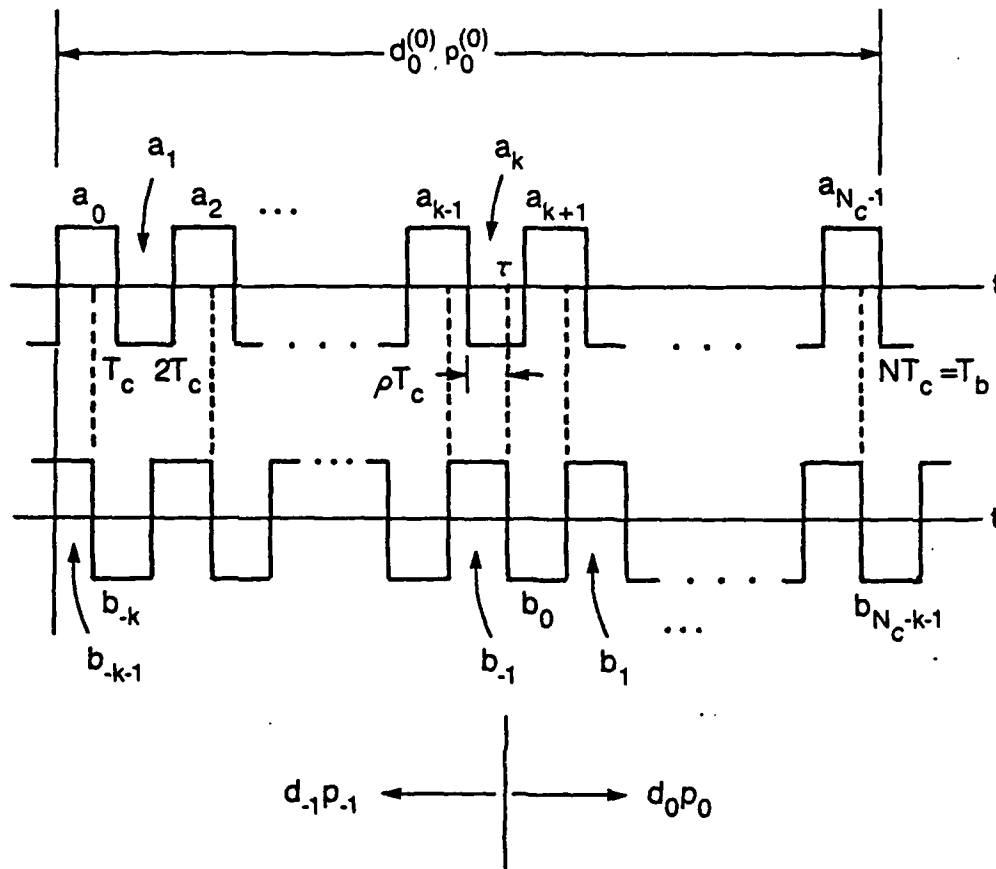 d_0^{(0)}, p_0^{(0)}
a_1 a_k
a_0 a_2 ... a_{k-1} a_{k+1} a_{N_c-1}
τ t
. . . . . . . .
T_c 2T_c ρT_c NT_c = T_b
...
t
. . . .
b_{-k} b_0 ... b_{N_c-k-1}
b_{-k-1} b_{-1} b_1
d_{-1}p_{-1} d_0p_0